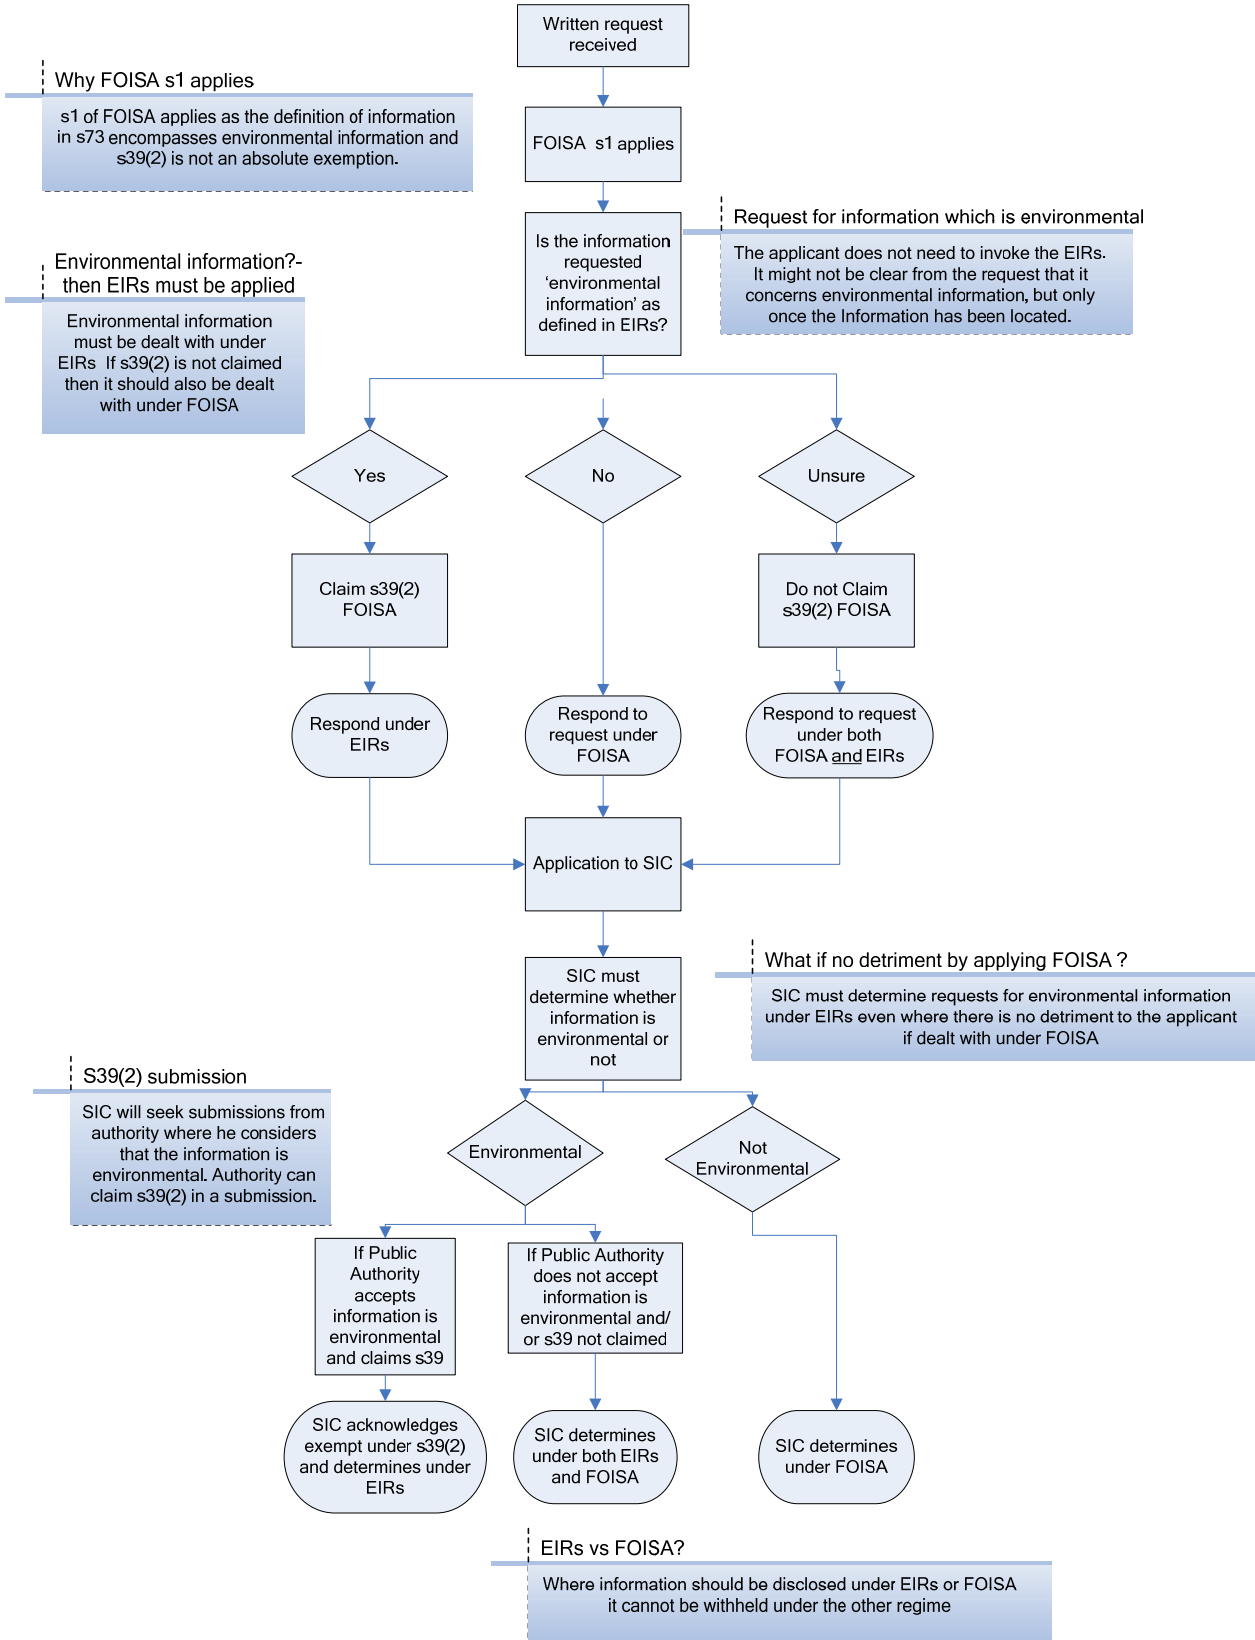 Written request
received
Why FOISA s1 applies
s1 of FOISA applies as the definition of information
in s73 encompasses environmental information and
s39(2) is not an absolute exemption.
FOISA s1 applies
Request for information which is environmental
The applicant does not need to invoke the EIRs.
It might not be clear from the request that it
concerns environmental information, but only
once the Information has been located.
Is the information
requested
‘environmental
information’ as
defined in EIRs?
Environmental information?-
then EIRs must be applied
Environmental information
must be dealt with under
EIRs If s39(2) is not claimed
then it should also be dealt
with under FOISA
Yes
No
Unsure
Claim s39(2)
FOISA
Do not Claim
s39(2) FOISA
Respond under
EIRs
Respond to
request under
FOISA
Respond to request
under both
FOISA and EIRs
Application to SIC
SIC must
determine whether
information is
environmental or
not
What if no detriment by applying FOISA ?
SIC must determine requests for environmental information
under EIRs even where there is no detriment to the applicant
if dealt with under FOISA
S39(2) submission
SIC will seek submissions from
authority where he considers
that the information is
environmental. Authority can
claim s39(2) in a submission.
Environmental
Not
Environmental
If Public
Authority
accepts
information is
environmental
and claims s39
If Public Authority
does not accept
information is
environmental and/
or s39 not claimed
SIC acknowledges
exempt under s39(2)
and determines under
EIRs
SIC determines
under both EIRs
and FOISA
SIC determines
under FOISA
EIRs vs FOISA?
Where information should be disclosed under EIRs or FOISA
it cannot be withheld under the other regime